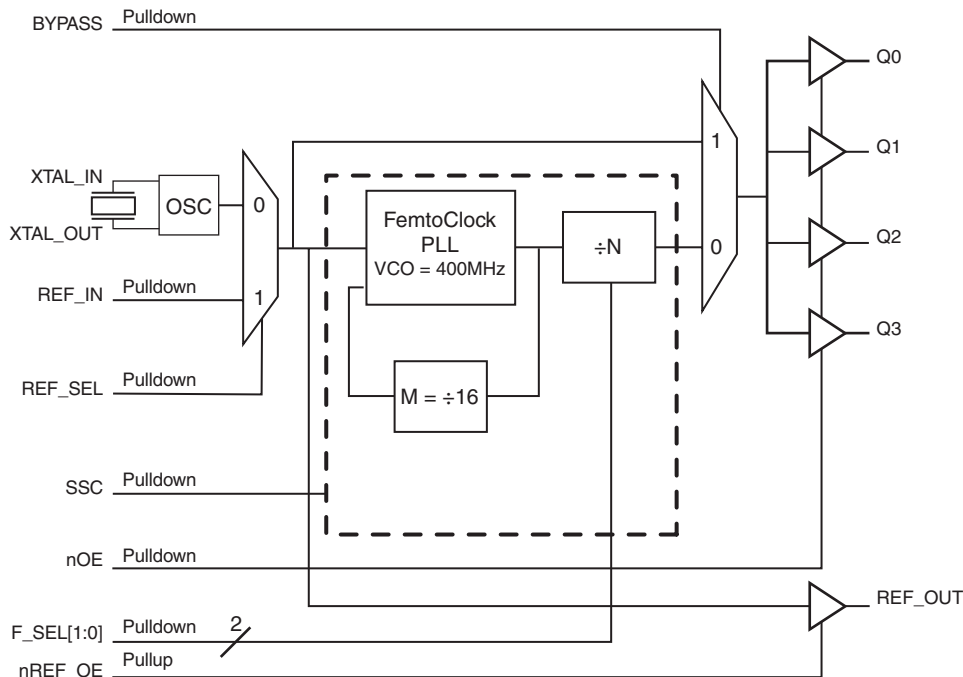 BYPASS Pulldown
Q0
Q1
1
XTAL_IN
OSC
0
FemtoClock
PLL
VCO = 400MHz
÷N
0
XTAL_OUT
Q2
REF_IN Pulldown
1
Q3
REF_SEL Pulldown
M = ÷16
SSC Pulldown
nOE Pulldown
REF_OUT
F_SEL[1:0] Pulldown 2
nREF_OE Pullup